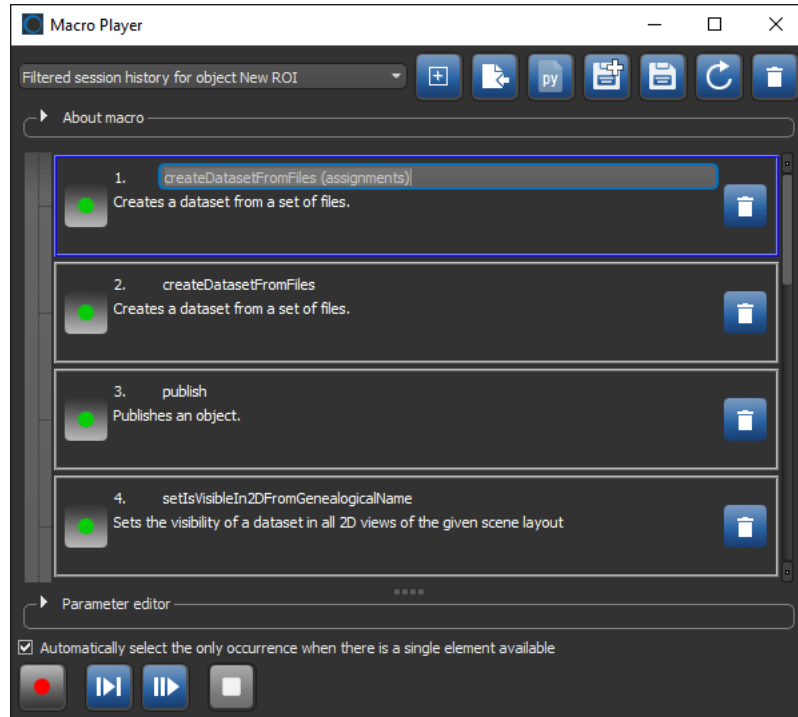 Macro Player
Filtered session history for object New ROI
py
About macro
1. createDatasetFromFiles (assignments)
Creates a dataset from a set of files.
2. createDatasetFromFiles
Creates a dataset from a set of files.
3. publish
Publishes an object.
4. setIsVisibleIn2DFromGenealogicalName
Sets the visibility of a dataset in all 2D views of the given scene layout
Parameter editor
Automatically select the only occurrence when there is a single element available